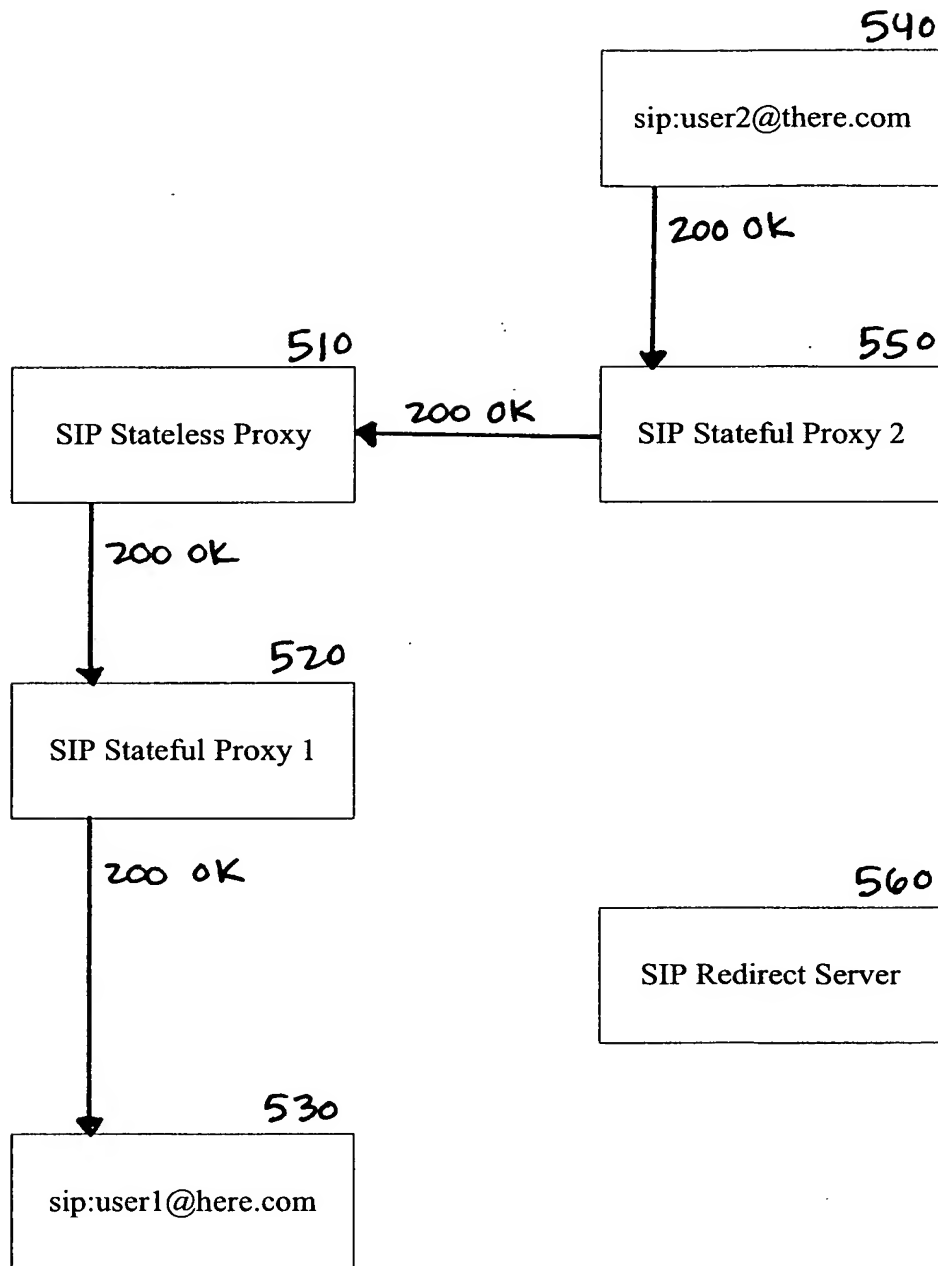 540
sip:user2@there.com
200 OK
510
550
SIP Stateless Proxy
200 OK
SIP Stateful Proxy 2
200 OK
520
SIP Stateful Proxy 1
200 OK
560
SIP Redirect Server
530
sip:user1@here.com